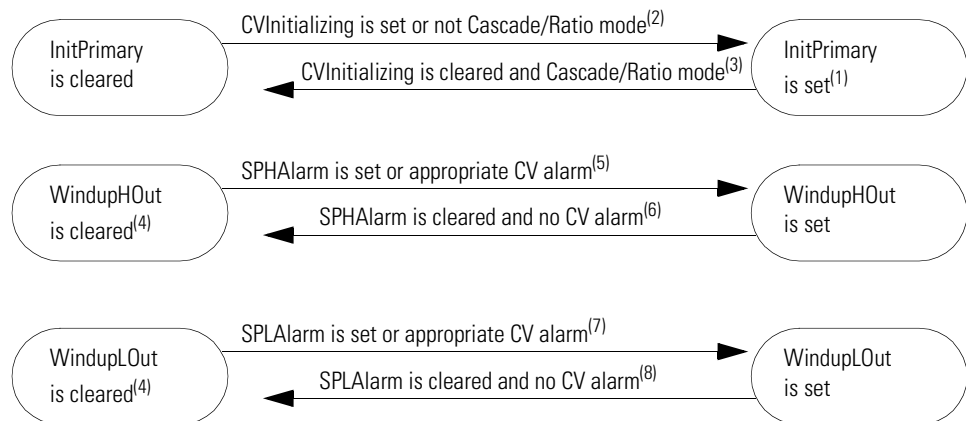 CVInitializing is set or not Cascade/Ratio mode(2)
InitPrimary
is cleared
InitPrimary
is set(1)
CVInitializing is cleared and Cascade/Ratio mode(3)
SPHAlarm is set or appropriate CV alarm(5)
WindupHOut
is cleared(4)
WindupHOut
is set
SPHAlarm is cleared and no CV alarm(6)
SPLAlarm is set or appropriate CV alarm(7)
WindupLOut
is cleared(4)
WindupLOut
is set
SPLAlarm is cleared and no CV alarm(8)